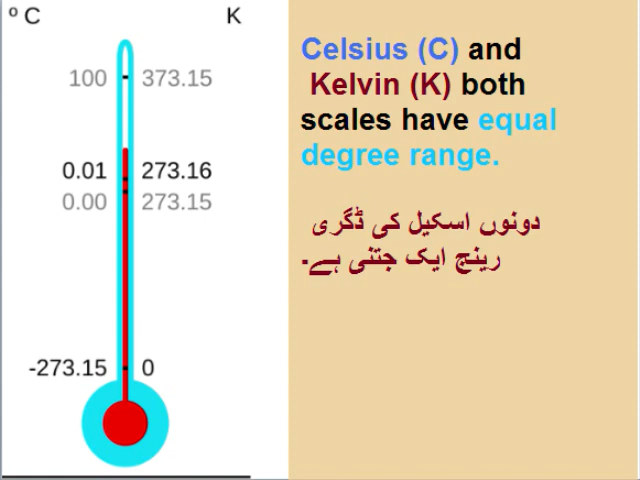 º C K
100 373.15
0.01 273.16
0.00 273.15
-273.15 0
Celsius (C) and
Kelvin (K) both
scales have equal
degree range.
دونوں اسکیل کی ڈگری
رینج ایک جتنی ہے۔